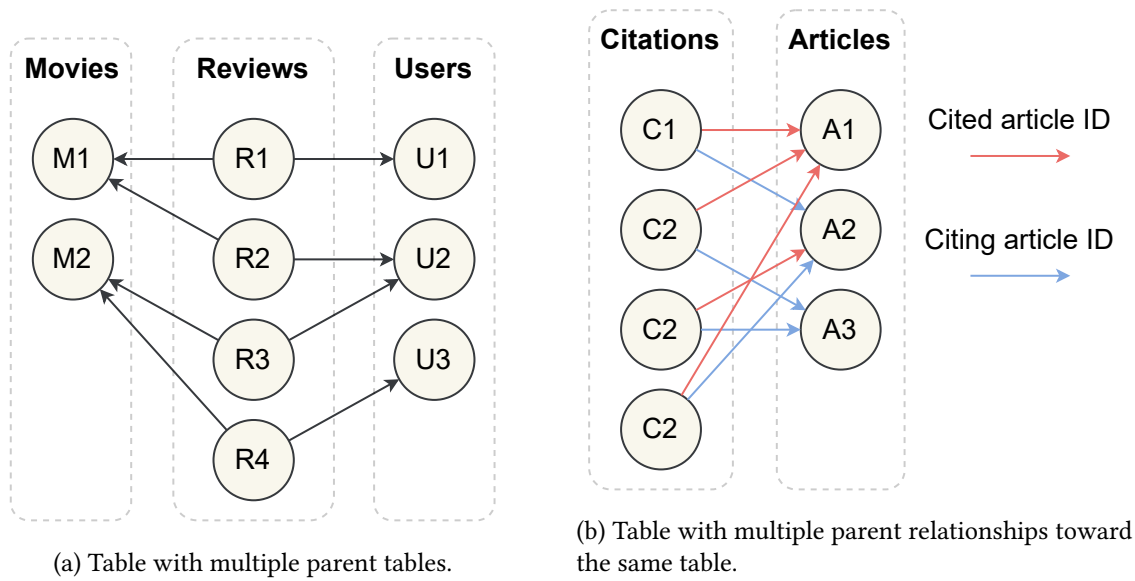 Movies
Reviews
Users
M1
R1
U1
M2
R2
U2
R3
U3
R4
(a) Table with multiple parent tables.
Citations
Articles
C1
A1
Cited article ID
C2
A2
Citing article ID
C2
A3
C2
(b) Table with multiple parent relationships toward
the same table.